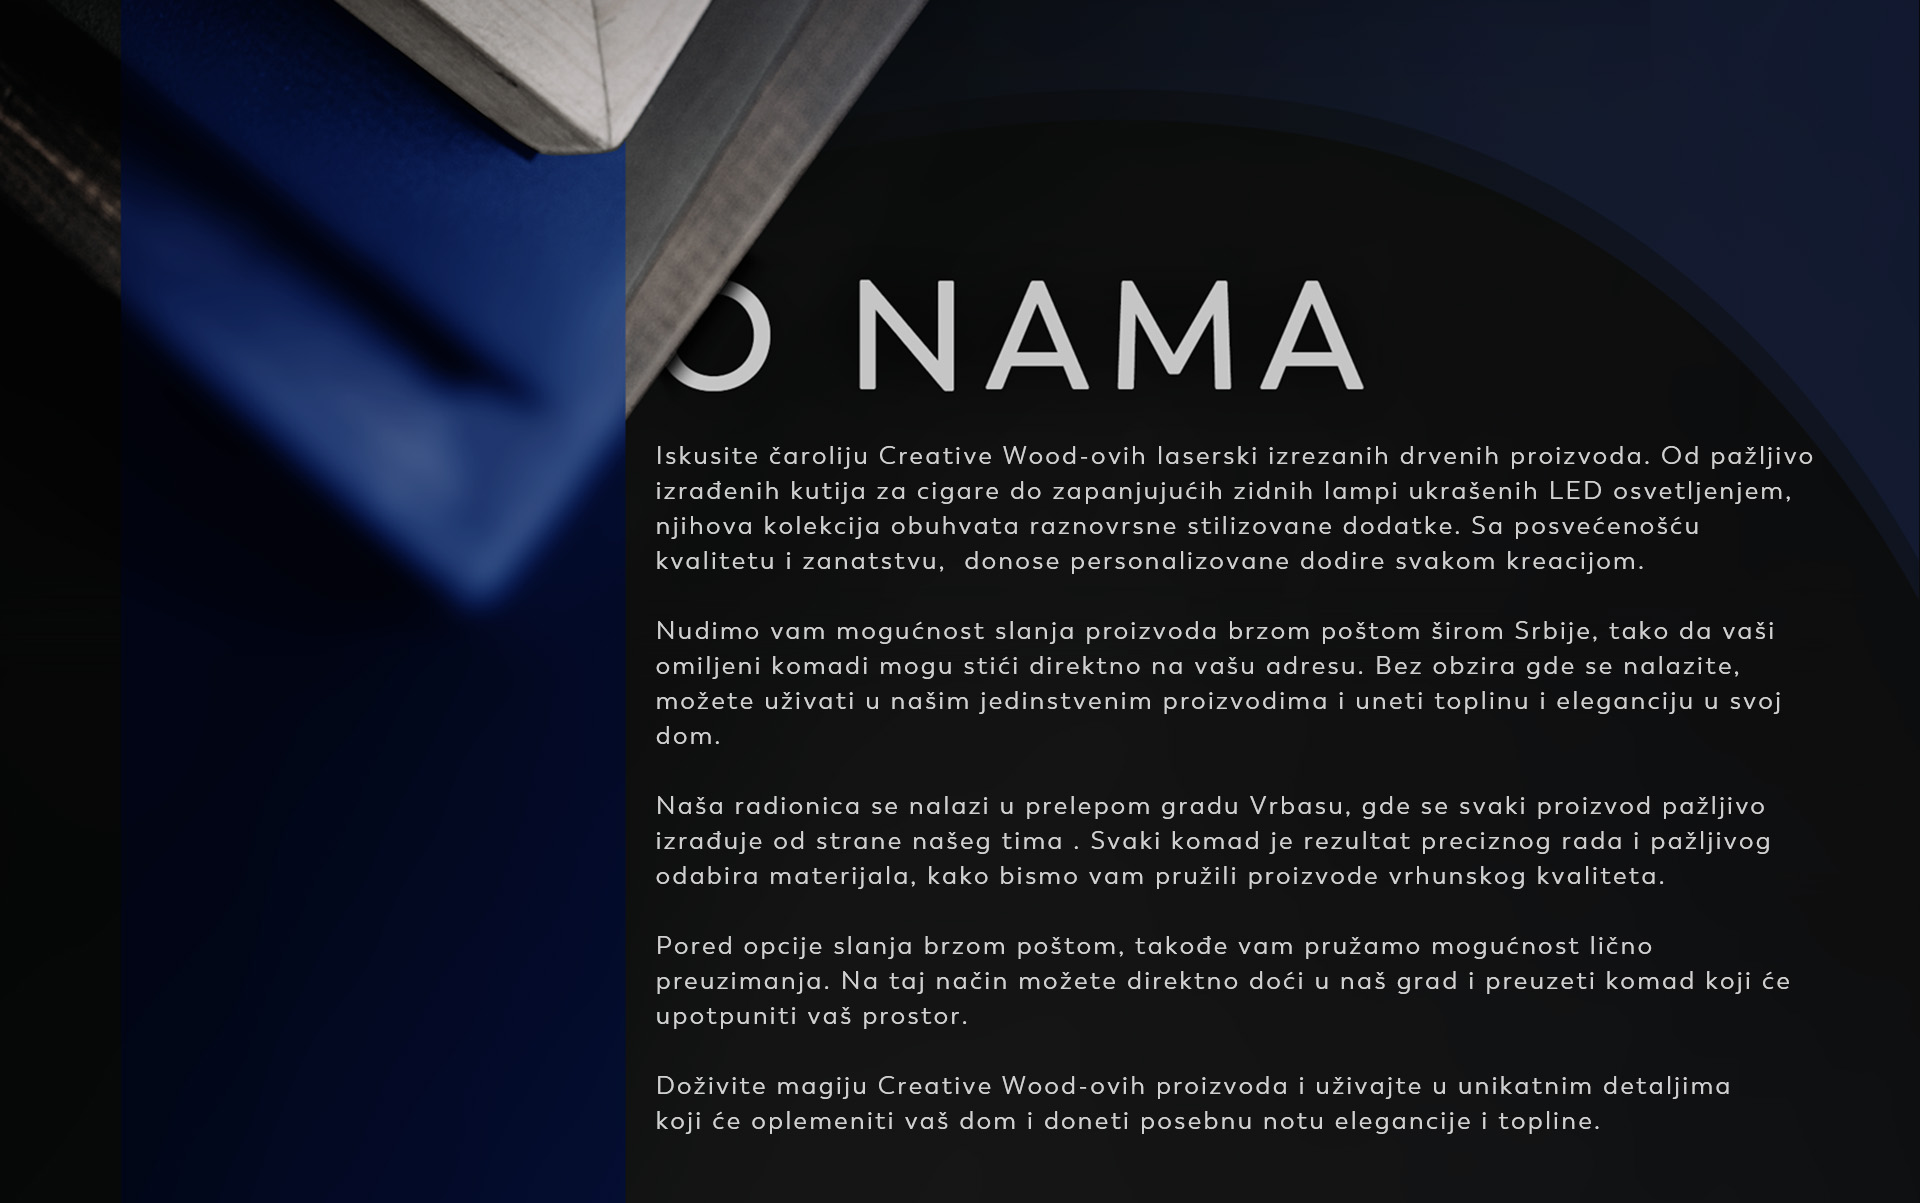 O NAMA
Iskusite čaroliju Creative Wood-ovih laserski izrezanih drvenih proizvoda. Od pažljivo
izrađenih kutija za cigare do zapanjujućih zidnih lampi ukrašenih LED osvetljenjem,
njihova kolekcija obuhvata raznovrsne stilizovane dodatke. Sa posvećenošću
kvalitetu i zanatstvu,  donose personalizovane dodire svakom kreacijom.
Nudimo vam mogućnost slanja proizvoda brzom poštom širom Srbije, tako da vaši
omiljeni komadi mogu stići direktno na vašu adresu. Bez obzira gde se nalazite,
možete uživati u našim jedinstvenim proizvodima i uneti toplinu i eleganciju u svoj
dom.
Naša radionica se nalazi u prelepom gradu Vrbasu, gde se svaki proizvod pažljivo
izrađuje od strane našeg tima . Svaki komad je rezultat preciznog rada i pažljivog
odabira materijala, kako bismo vam pružili proizvode vrhunskog kvaliteta.
Pored opcije slanja brzom poštom, takođe vam pružamo mogućnost lično
preuzimanja. Na taj način možete direktno doći u naš grad i preuzeti komad koji će
upotpuniti vaš prostor.
Doživite magiju Creative Wood-ovih proizvoda i uživajte u unikatnim detaljima
koji će oplemeniti vaš dom i doneti posebnu notu elegancije i topline.